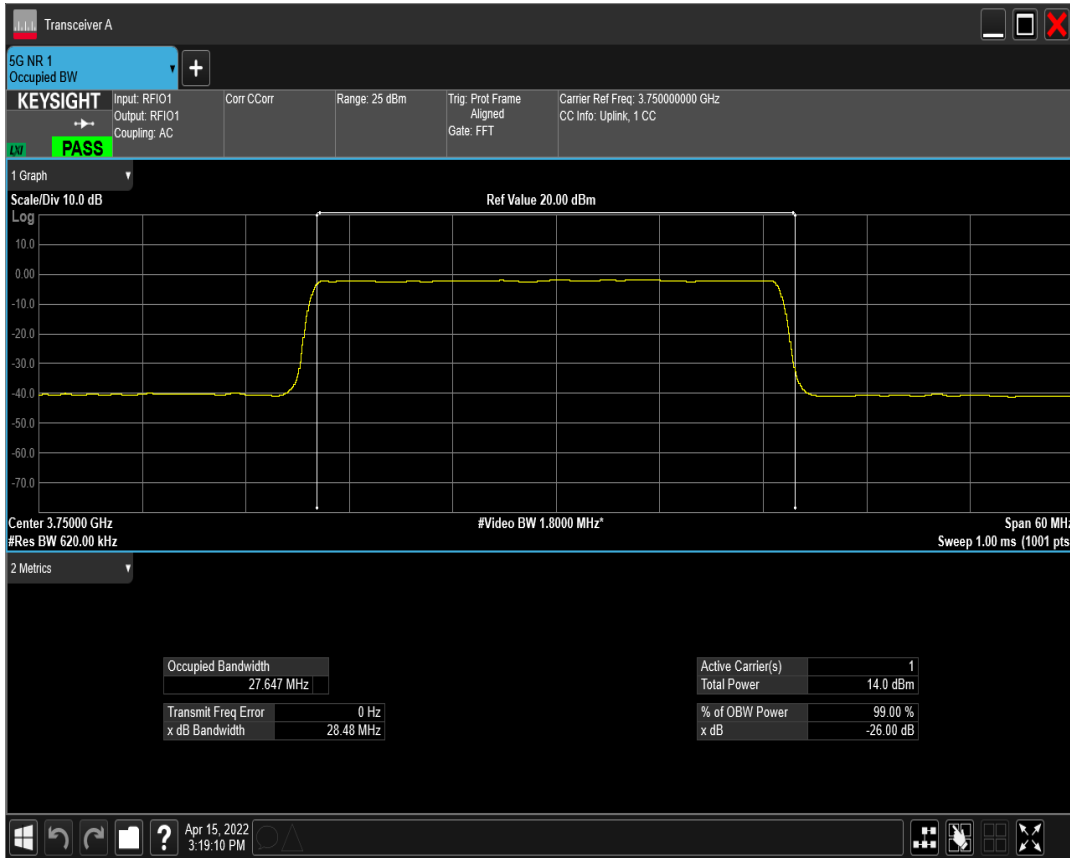 Transceiver A
5G NR 1
Occupied BW
KEYSIGHT
Input: RFIO1
Output: RFIO1
Coupling: AC
Corr CCorr
Range: 25 dBm
Trig: Prot Frame
Aligned
Gate: FFT
Carrier Ref Freq: 3.750000000 GHz
CC Info: Uplink, 1 CC
LXI
PASS
1 Graph
Scale/Div 10.0 dB
Ref Value 20.00 dBm
Log
10.0
0.00
-10.0
-20.0
-30.0
-40.0
-50.0
-60.0
-70.0
Center 3.75000 GHz
#Video BW 1.8000 MHz*
Span 60 MHz
#Res BW 620.00 kHz
Sweep 1.00 ms (1001 pts
2 Metrics
Occupied Bandwidth
27.647 MHz
Transmit Freq Error 0 Hz
x dB Bandwidth 28.48 MHz
Active Carrier(s) 1
Total Power 14.0 dBm
% of OBW Power 99.00 %
x dB -26.00 dB
?
Apr 15, 2022
3:19:10 PM